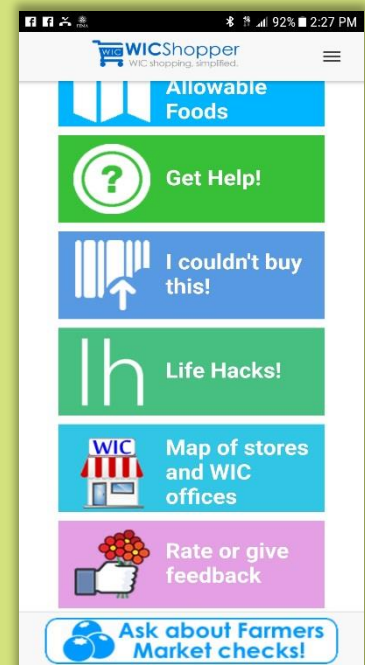 FEMA
92% 2:27 PM
WIC WICShopper
WIC shopping, simplified.
Allowable
Foods
?
Get Help!
I couldn't buy
this!
lh
Life Hacks!
WIC
Map of stores
and WIC
offices
Rate or give
feedback
Ask about Farmers
Market checks!